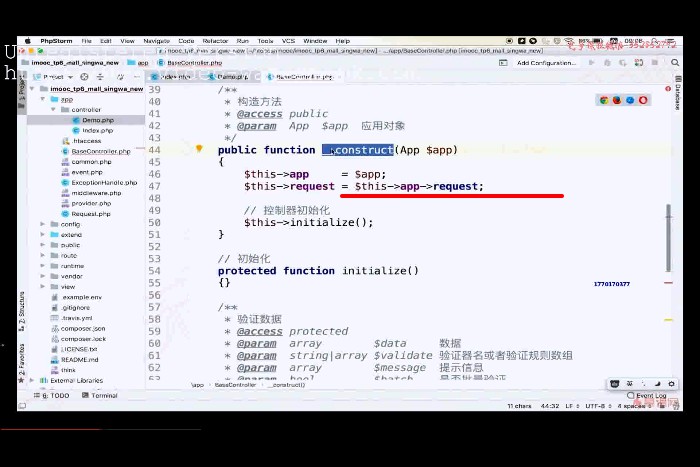 PhpStorm File Edit View Navigate Code Refactor Run Tools VCS Window Help
imooc_tp6_mall_singwa_new app BaseController.php Add Configuration...
Project
imooc_tp6_mall_singwa_new
app
controller
Demo.php
Index.php
.htaccess
BaseController.php
common.php
event.php
ExceptionHandle.php
middleware.php
provider.php
Request.php
config
extend
public
route
runtime
vendor
view
.example.env
.gitignore
.travis.yml
composer.json
composer.lock
LICENSE.txt
README.md
think
External Libraries
39 /**
40 * 构造方法
41 * @access public
42 * @param App $app 应用对象
43 */
44 public function __construct(App $app)
45 {
46 $this->app = $app;
47 $this->request = $this->app->request;
48
49 // 控制器初始化
50 $this->initialize();
51 }
52
53 // 初始化
54 protected function initialize()
55 {}
56
57 /**
58 * 验证数据
59 * @access protected
60 * @param array $data 数据
61 * @param string|array $validate 验证器名或者验证规则数组
62 * @param array $message 提示信息
63 * @param bool $batch 是否批量验证
1770170377
Database
Z: Structure
2: Favorites
\app BaseController __construct()
6: TODO Terminal Event Log
11 chars 44:32 LF UTF-8 4 spaces